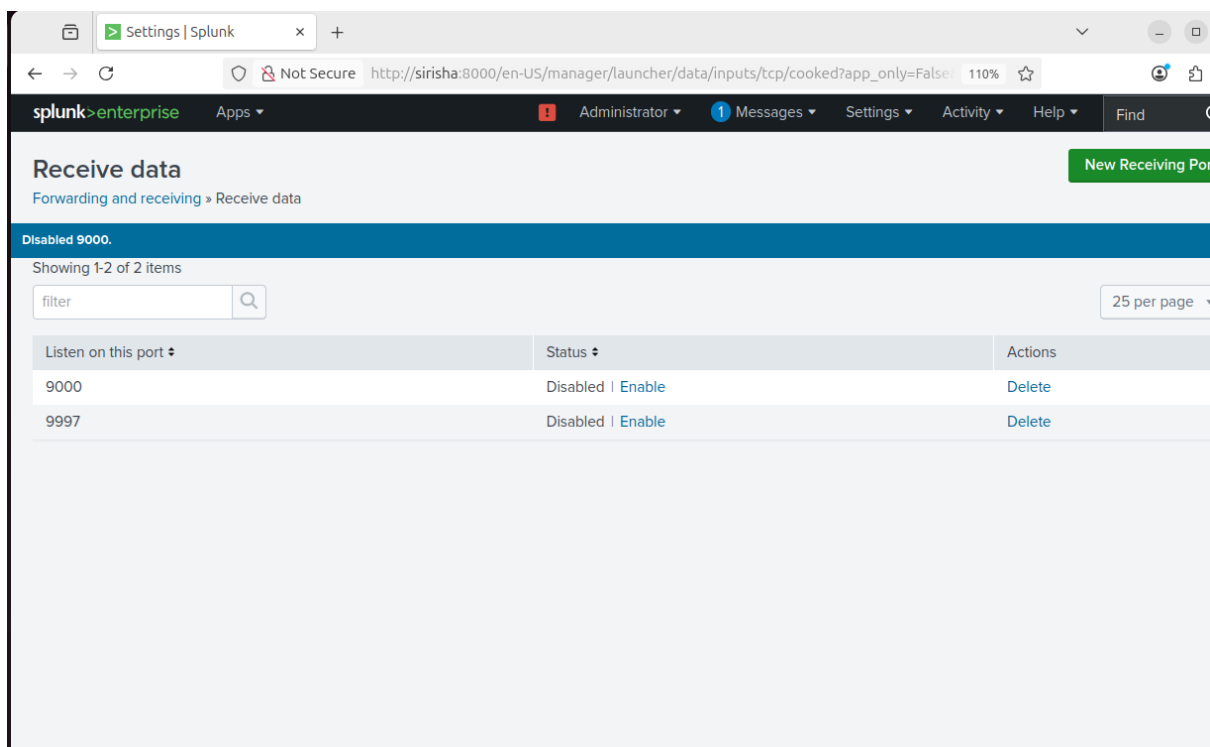 Settings | Splunk
Not Secure http://sirisha:8000/en-US/manager/launcher/data/inputs/tcp/cooked?app_only=False 110%
splunk>enterprise Apps Administrator 1 Messages Settings Activity Help Find
Receive data
New Receiving Por
Forwarding and receiving » Receive data
Disabled 9000.
Showing 1-2 of 2 items
filter
25 per page
Listen on this port Status Actions
9000 Disabled | Enable Delete
9997 Disabled | Enable Delete